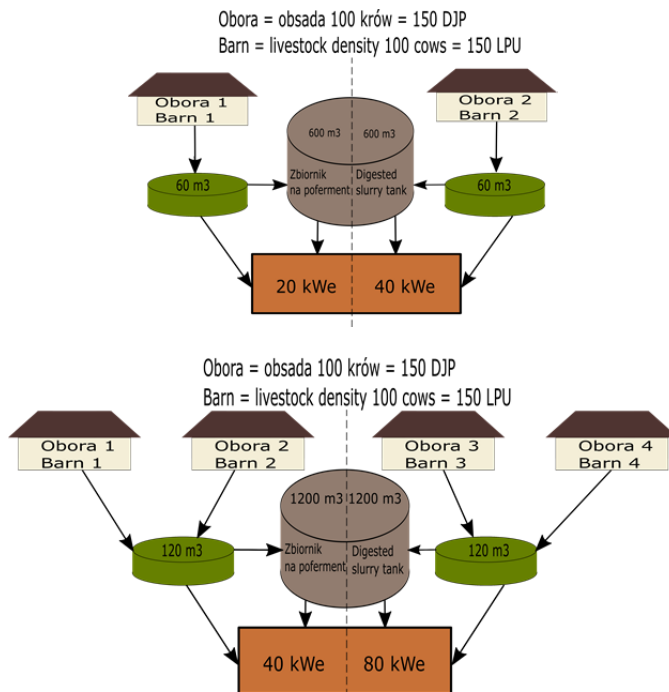 Obora = obsada 100 krów = 150 DJP
Barn = livestock density 100 cows = 150 LPU
Obora 1
Barn 1
Obora 2
Barn 2
600 m3
600 m3
Zbiornik
na poferment
Digested
slurry tank
60 m3
60 m3
20 kWe
40 kWe
Obora = obsada 100 krów = 150 DJP
Barn = livestock density 100 cows = 150 LPU
Obora 1
Barn 1
Obora 2
Barn 2
Obora 3
Barn 3
Obora 4
Barn 4
1200 m3
1200 m3
Zbiornik
na poferment
Digested
slurry tank
120 m3
120 m3
40 kWe
80 kWe